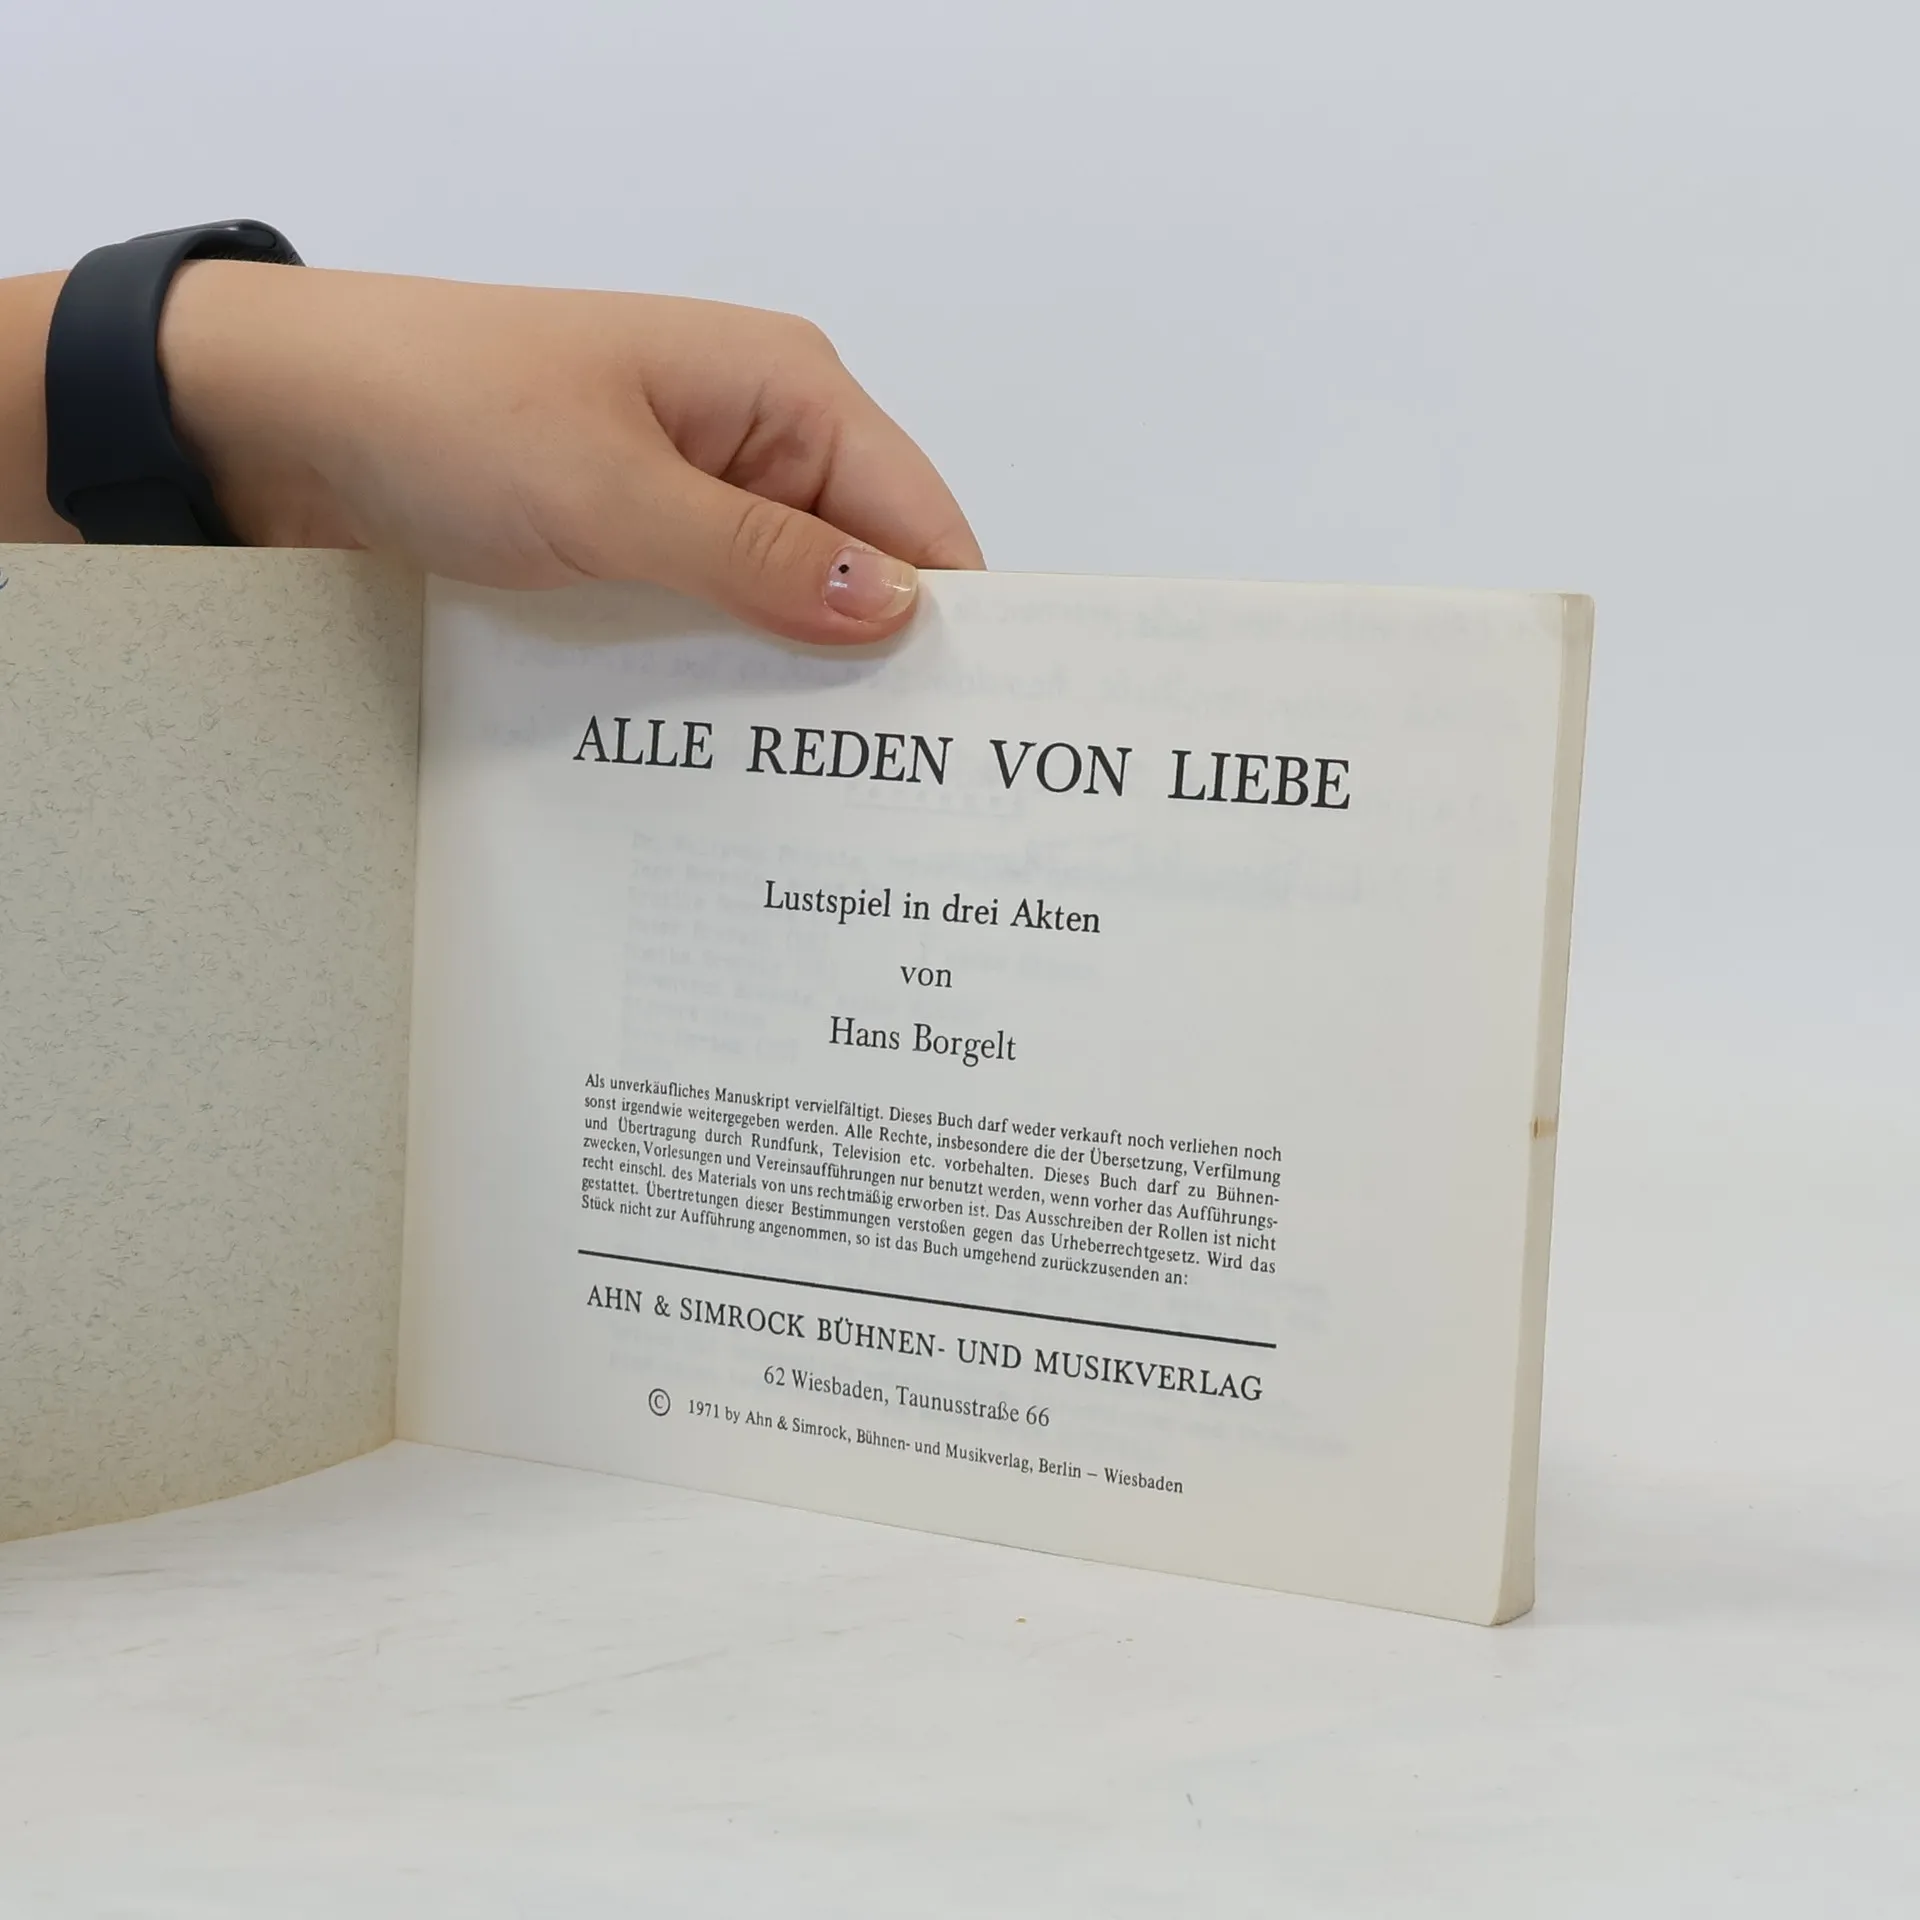 ALLE REDEN VON LIEBE
Lustspiel in drei Akten
von
Hans Borgelt
Als unverkäufliches Manuskript vervielfältigt. Dieses Buch darf weder verkauft noch verliehen noch
sonst irgendwie weitergegeben werden. Alle Rechte, insbesondere die der Übersetzung, Verfilmung
und Übertragung durch Rundfunk, Television etc. vorbehalten. Dieses Buch darf zu Bühnen-
zwecken, Vorlesungen und Vereinsaufführungen nur benutzt werden, wenn vorher das Aufführungs-
recht einschl. des Materials von uns rechtmäßig erworben ist. Das Ausschreiben der Rollen ist nicht
gestattet. Übertretungen dieser Bestimmungen verstoßen gegen das Urheberrechtgesetz. Wird das
Stück nicht zur Aufführung angenommen, so ist das Buch umgehend zurückzusenden an:
AHN & SIMROCK BÜHNEN- UND MUSIKVERLAG
62 Wiesbaden, Taunusstraße 66
© 1971 by Ahn & Simrock, Bühnen- und Musikverlag, Berlin – Wiesbaden